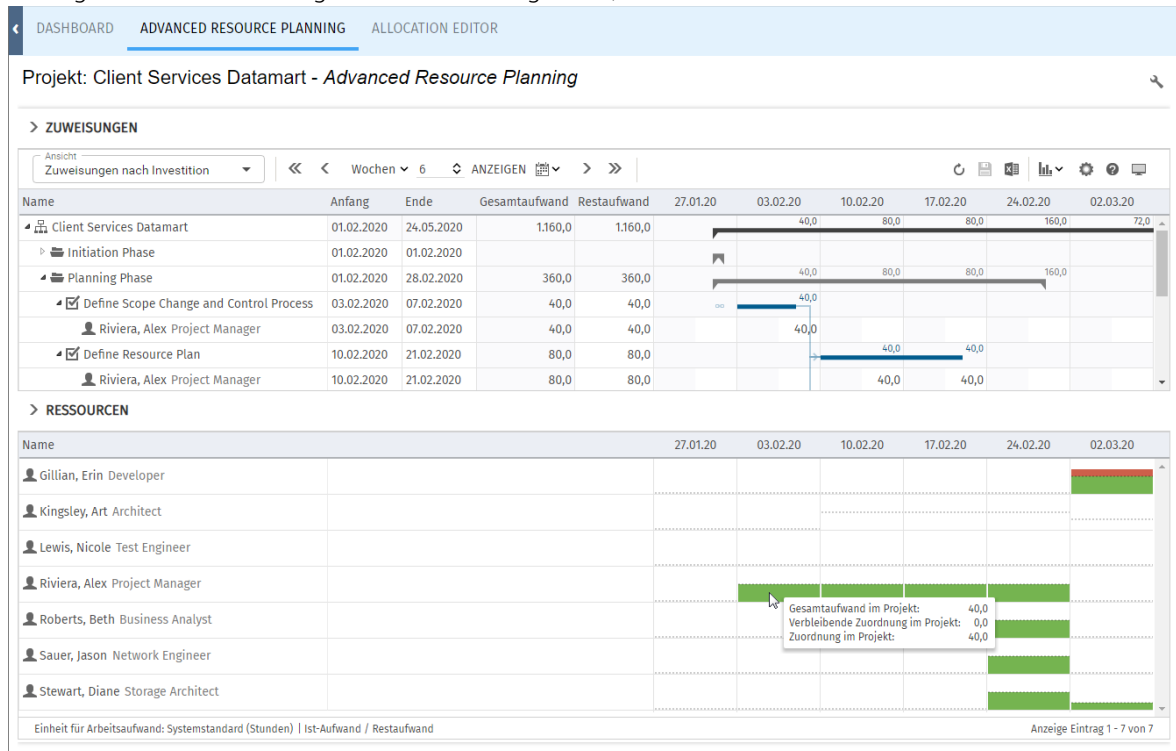 DASHBOARD ADVANCED RESOURCE PLANNING ALLOCATION EDITOR
Projekt: Client Services Datamart - Advanced Resource Planning
ZUWEISUNGEN
Ansicht
Zuweisungen nach Investition Wochen 6 ANZEIGEN
Name Anfang Ende Gesamtaufwand Restaufwand 27.01.20 03.02.20 10.02.20 17.02.20 24.02.20 02.03.20
Client Services Datamart 01.02.2020 24.05.2020 1.160,0 1.160,0 40,0 80,0 80,0 160,0 72,0
Initiation Phase 01.02.2020 01.02.2020
Planning Phase 01.02.2020 28.02.2020 360,0 360,0 40,0 80,0 80,0 160,0
Define Scope Change and Control Process 03.02.2020 07.02.2020 40,0 40,0 40,0
Riviera, Alex Project Manager 03.02.2020 07.02.2020 40,0 40,0 40,0
Define Resource Plan 10.02.2020 21.02.2020 80,0 80,0 40,0 40,0
Riviera, Alex Project Manager 10.02.2020 21.02.2020 80,0 80,0 40,0 40,0
RESSOURCEN
Name 27.01.20 03.02.20 10.02.20 17.02.20 24.02.20 02.03.20
Gillian, Erin Developer
Kingsley, Art Architect
Lewis, Nicole Test Engineer
Riviera, Alex Project Manager
Gesamtaufwand im Projekt: 40,0
Verbleibende Zuordnung im Projekt: 0,0
Zuordnung im Projekt: 40,0
Roberts, Beth Business Analyst
Sauer, Jason Network Engineer
Stewart, Diane Storage Architect
Einheit für Arbeitsaufwand: Systemstandard (Stunden) | Ist-Aufwand / Restaufwand Anzeige Eintrag 1 - 7 von 7